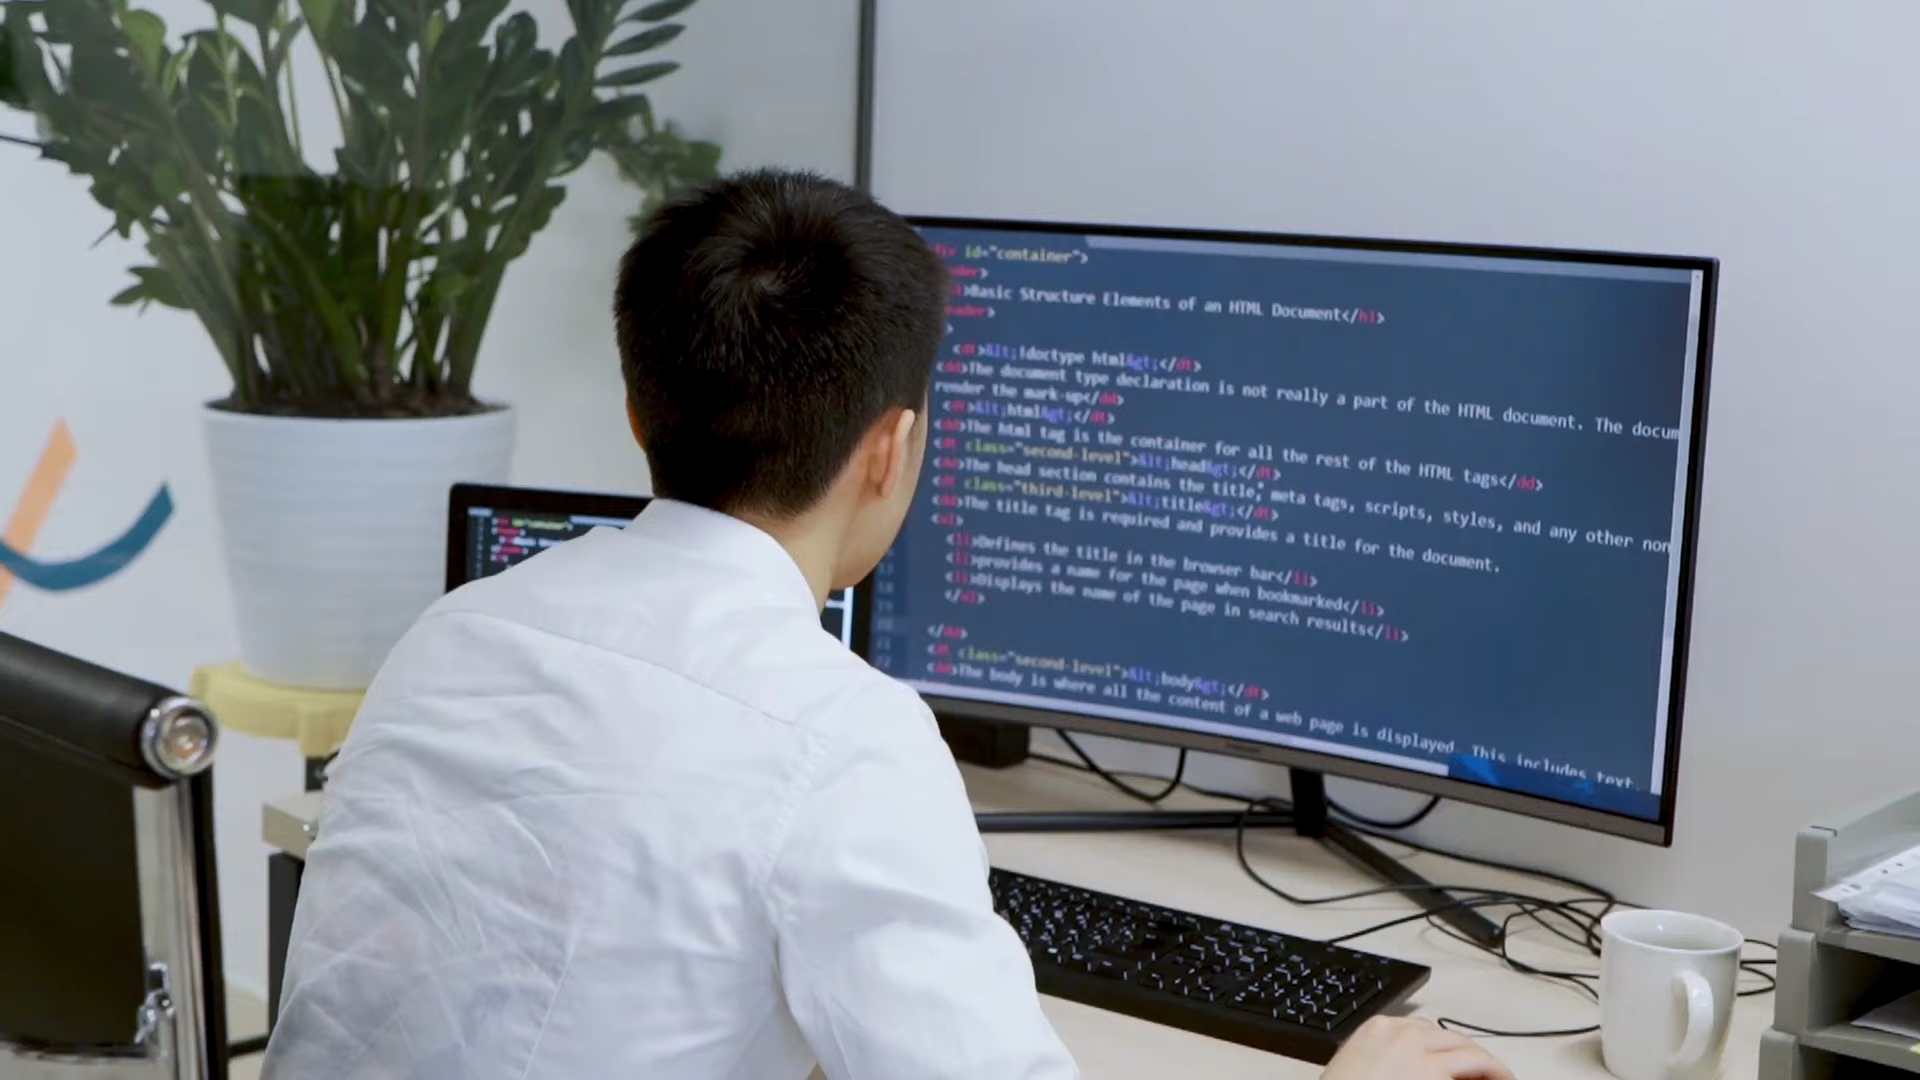 div id="container">
>Basic Structure Elements of an HTML Document</h1>
<dt>&lt;!doctype html&gt;</dt>
<dd>The document type declaration is not really a part of the HTML document. The docum
render the mark-up</dd>
<dt>&lt;html&gt;</dt>
<dd>The html tag is the container for all the rest of the HTML tags</dd>
<dt class="second-level">&lt;head&gt;</dt>
<dd>The head section contains the title, meta tags, scripts, styles, and any other non
<dt class="third-level">&lt;title&gt;</dt>
<dd>The title tag is required and provides a title for the document.
<ul>
<li>Defines the title in the browser bar</li>
<li>provides a name for the page when bookmarked</li>
<li>Displays the name of the page in search results</li>
</ul>
</dd>
<dt class="second-level">&lt;body&gt;</dt>
<dd>The body is where all the content of a web page is displayed. This includes text,